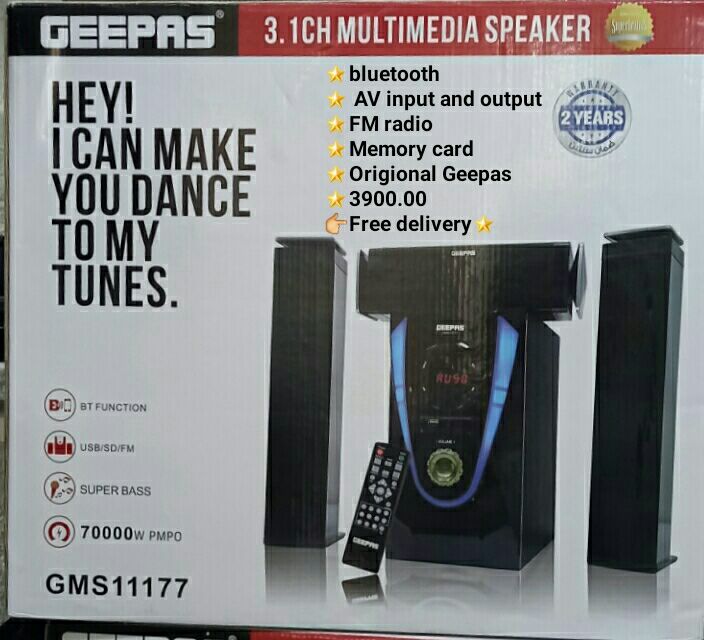 GEEPAS®
3.1CH MULTIMEDIA SPEAKER
HEY!
I CAN MAKE
YOU DANCE
TO MY
TUNES.
⭐bluetooth
⭐ AV input and output
⭐FM radio
⭐Memory card
⭐Origional Geepas
⭐3900.00
👉Free delivery⭐
WARRANTY
2 YEARS
GEEPAS
GEEPAS
BT FUNCTION
USB/SD/FM
SUPER BASS
70000W PMPO
GMS11177
VOLUME
GEEPAS